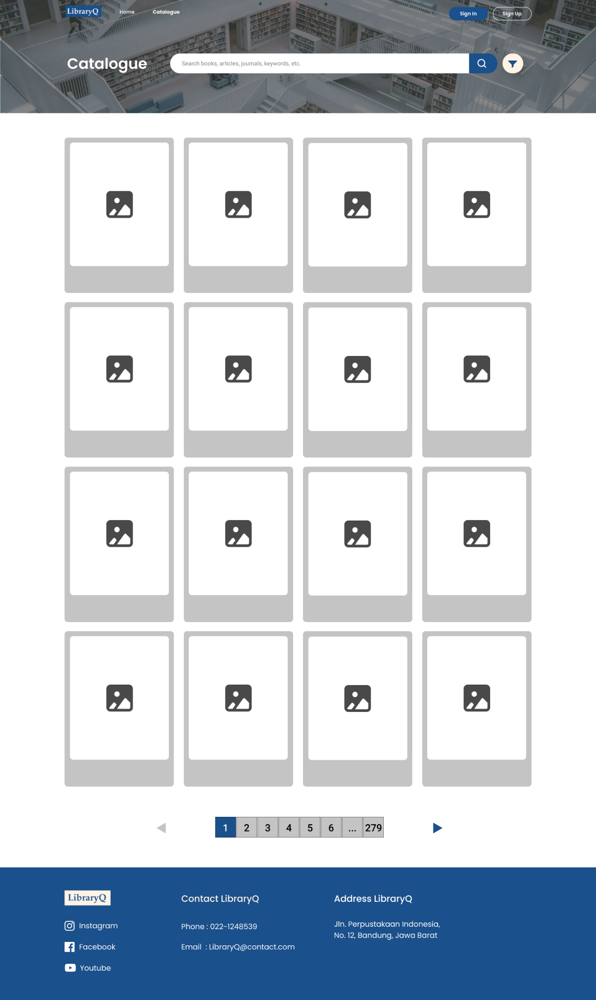 LibraryQ
Home
Catalogue
Sign In
Sign Up
Catalogue
Search books, articles, journals, keywords, etc.
1 2 3 4 5 6 ... 279
LibraryQ
Instagram
Facebook
Youtube
Contact LibraryQ
Phone : 022-1248539
Email : LibraryQ@contact.com
Address LibraryQ
Jln. Perpustakaan Indonesia,
No. 12, Bandung, Jawa Barat